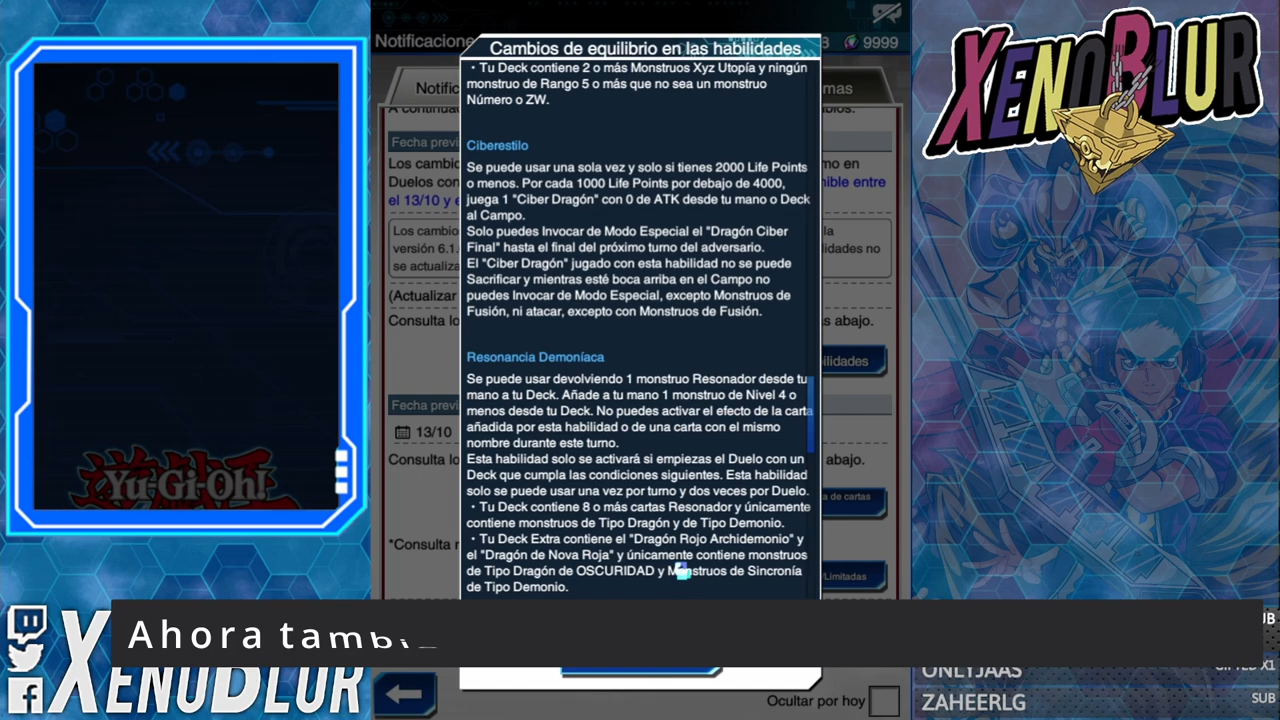 Notificacione
Cambios de equilibrio en las habilidades
9999
Notific
mas
· Tu Deck contiene 2 o más Monstruos Xyz Utopía y ningún
monstruo de Rango 5 o más que no sea un monstruo
Número o ZW.
Fecha previ
Ciberestilo
Los cambio
mo en
Duelos con
nible entre
el 13/10 y e
Se puede usar una sola vez y solo si tienes 2000 Life Points
o menos. Por cada 1000 Life Points por debajo de 4000,
juega 1 "Ciber Dragón" con 0 de ATK desde tu mano o Deck
al Campo.
Solo puedes Invocar de Modo Especial el "Dragón Ciber
Final" hasta el final del próximo turno del adversario.
El "Ciber Dragón" jugado con esta habilidad no se puede
Sacrificar y mientras esté boca arriba en el Campo no
puedes Invocar de Modo Especial, excepto Monstruos de
Fusión, ni atacar, excepto con Monstruos de Fusión.
Los cambio
la
versión 6.1.
lidades no
se actualiza
(Actualizar
Consulta lo
s abajo.
ilidades
Resonancia Demoníaca
Se puede usar devolviendo 1 monstruo Resonador desde tu
mano a tu Deck. Añade a tu mano 1 monstruo de Nivel 4 o
menos desde tu Deck. No puedes activar el efecto de la carta
añadida por esta habilidad o de una carta con el mismo
nombre durante este turno.
Esta habilidad solo se activará si empiezas el Duelo con un
Deck que cumpla las condiciones siguientes. Esta habilidad
solo se puede usar una vez por turno y dos veces por Duelo.
· Tu Deck contiene 8 o más cartas Resonador y únicamente
contiene monstruos de Tipo Dragón y de Tipo Demonio.
· Tu Deck Extra contiene el "Dragón Rojo Archidemonio" y
el "Dragón de Nova Roja" y únicamente contiene monstruos
de Tipo Dragón de OSCURIDAD y Monstruos de Sincronía
de Tipo Demonio.
Fecha previ
13/10
Consulta lo
abajo.
a de cartas
*Consulta
/Limitadas
Yu-Gi-Oh!
XENOBLUR
Ahora
XENOBLUR
Ocultar por hoy
UB
ONLYJAAS
GIFTED X1
ZAHEERLG
SUB